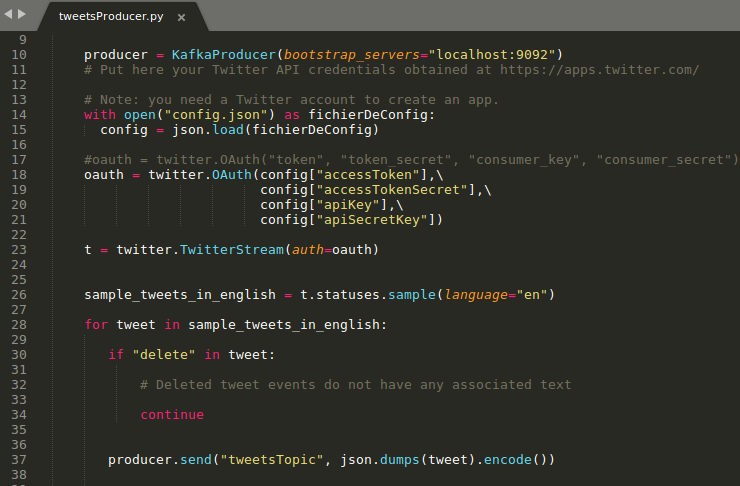 tweetsProducer.py ×
9
10 producer = KafkaProducer(bootstrap_servers="localhost:9092")
11 # Put here your Twitter API credentials obtained at https://apps.twitter.com/
12
13 # Note: you need a Twitter account to create an app.
14 with open("config.json") as fichierDeConfig:
15 config = json.load(fichierDeConfig)
16
17 #oauth = twitter.OAuth("token", "token_secret", "consumer_key", "consumer_secret")
18 oauth = twitter.OAuth(config["accessToken"],\
19 config["accessTokenSecret"],\
20 config["apiKey"],\
21 config["apiSecretKey"])
22
23 t = twitter.TwitterStream(auth=oauth)
24
25
26 sample_tweets_in_english = t.statuses.sample(language="en")
27
28 for tweet in sample_tweets_in_english:
29
30 if "delete" in tweet:
31
32 # Deleted tweet events do not have any associated text
33
34 continue
35
36
37 producer.send("tweetsTopic", json.dumps(tweet).encode())
38